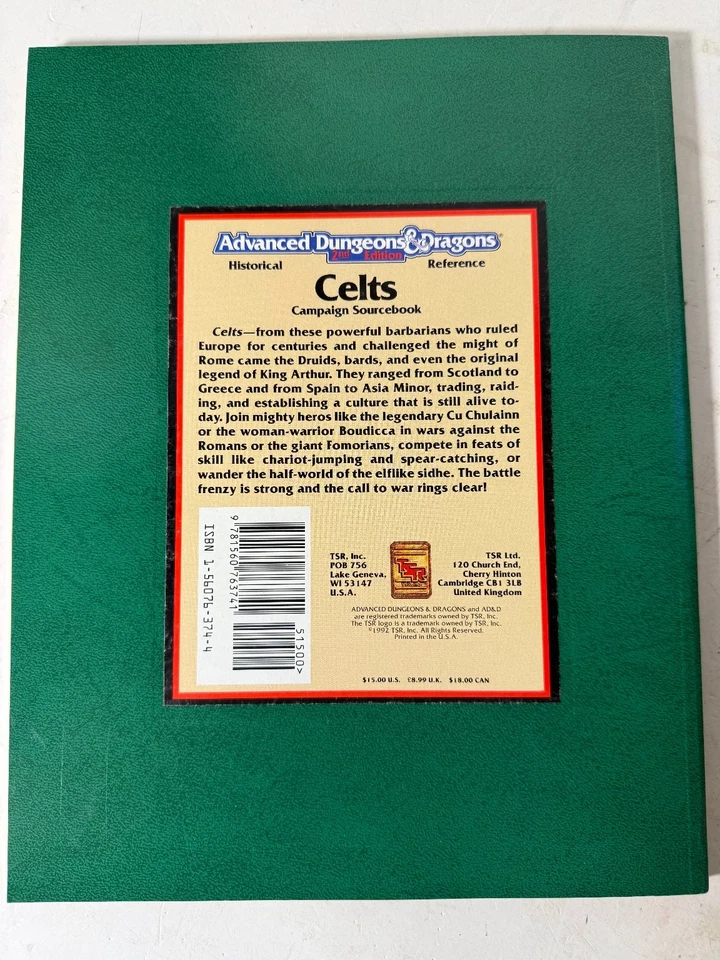 Advanced Dungeons & Dragons®
2nd Edition
Historical Reference
Celts
Campaign Sourcebook
Celts—from these powerful barbarians who ruled
Europe for centuries and challenged the might of
Rome came the Druids, bards, and even the original
legend of King Arthur. They ranged from Scotland to
Greece and from Spain to Asia Minor, trading, raid-
ing, and establishing a culture that is still alive to-
day. Join mighty heros like the legendary Cu Chulainn
or the woman-warrior Boudicca in wars against the
Romans or the giant Fomorians, compete in feats of
skill like chariot-jumping and spear-catching, or
wander the half-world of the elflike sidhe. The battle
frenzy is strong and the call to war rings clear!
9 781560 763741
51500>
ISBN 1-56076-374-4
TSR, Inc.
POB 756
Lake Geneva,
WI 53147
U.S.A.
TSR
TSR Ltd.
120 Church End,
Cherry Hinton
Cambridge CB1 3LB
United Kingdom
ADVANCED DUNGEONS & DRAGONS and AD&D
are registered trademarks owned by TSR, Inc.
The TSR logo is a trademark owned by TSR, Inc.
©1992 TSR, Inc. All Rights Reserved.
Printed in the U.S.A.
$15.00 U.S. £8.99 U.K. $18.00 CAN